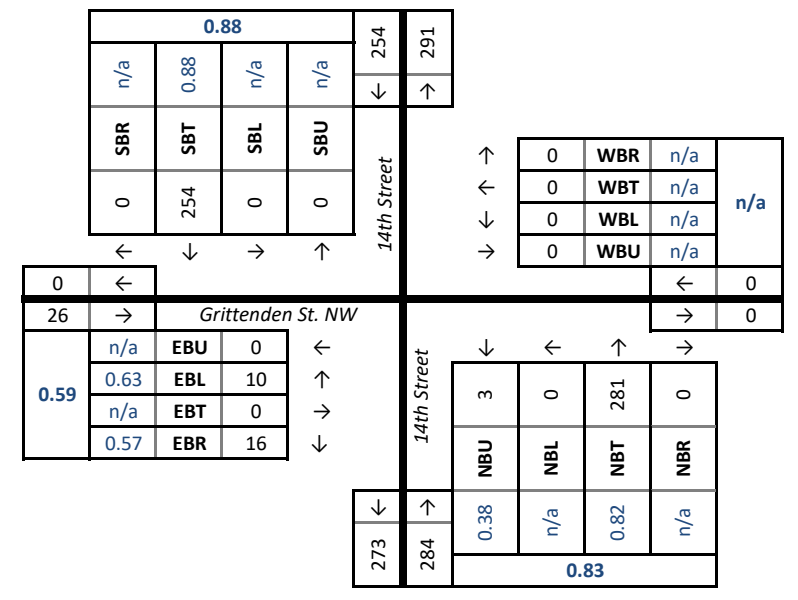 0.88
254 291
n/a 0.88 n/a n/a
↓ ↑
SBR SBT SBL SBU
0 254 0 0
← ↓ → ↑
14th Street
↑ 0 WBR n/a
← 0 WBT n/a
↓ 0 WBL n/a
→ 0 WBU n/a
n/a
0 ←
← 0
26 → Grittenden St. NW
→ 0
0.59
n/a EBU 0 ←
0.63 EBL 10 ↑
n/a EBT 0 →
0.57 EBR 16 ↓
14th Street
↓ ← ↑ →
3 0 281 0
NBU NBL NBT NBR
↓ ↑
0.38 n/a 0.82 n/a
273 284
0.83